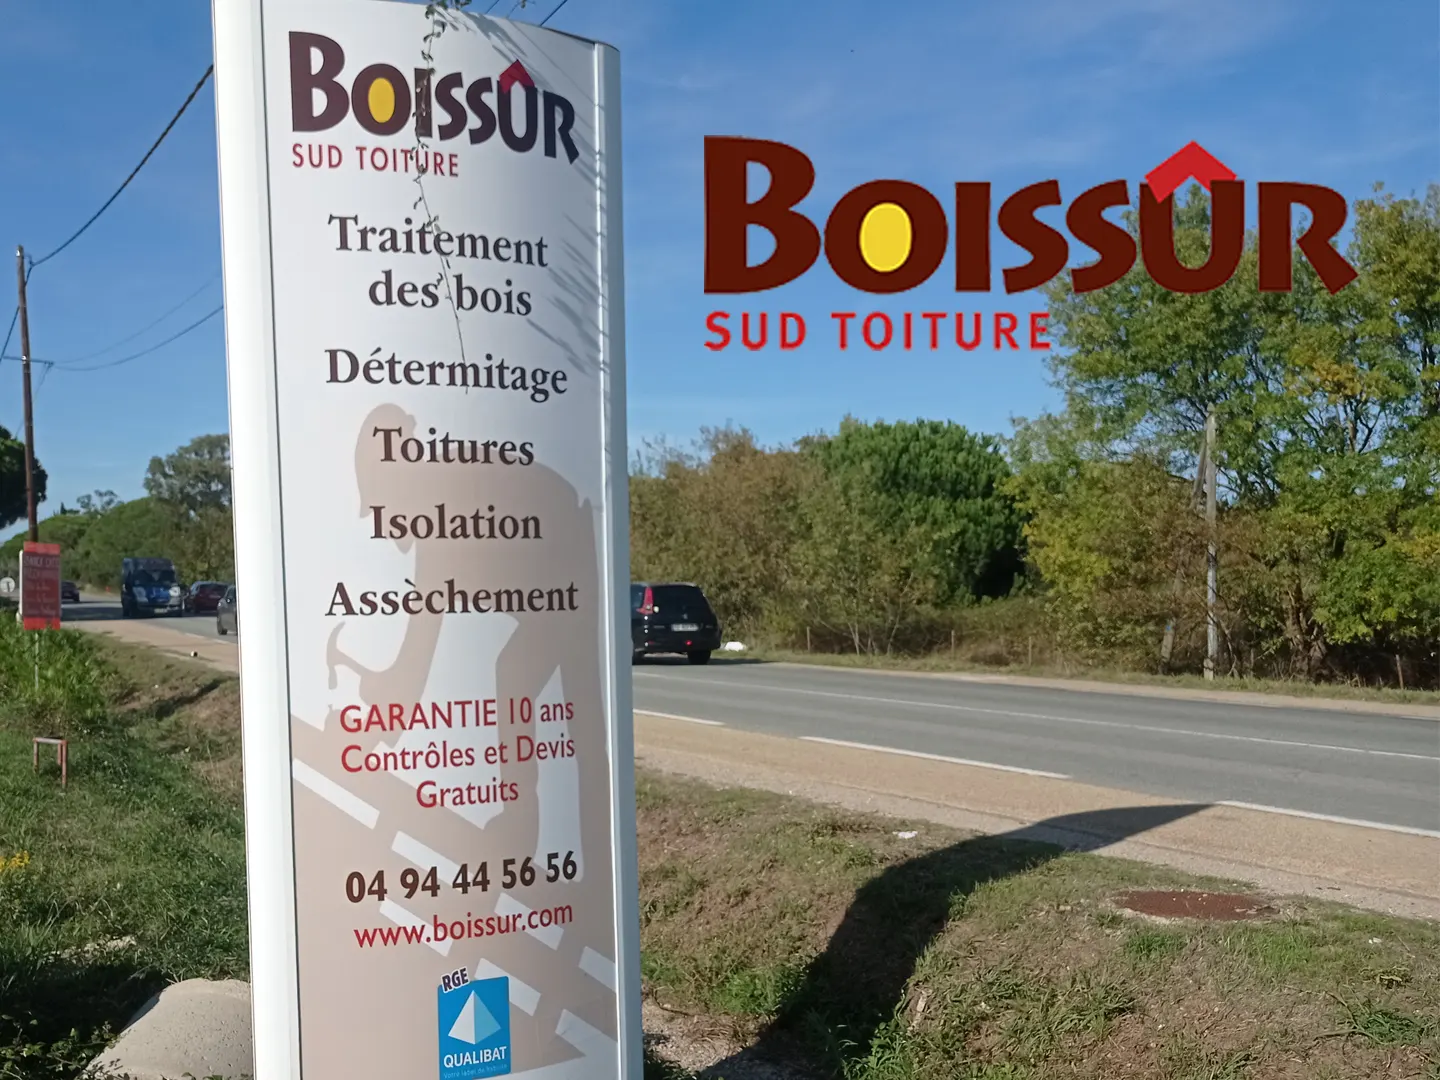 BOISSÛR
SUD TOITURE
Traitement
des bois
Détermitage
Toitures
Isolation
Assèchement
GARANTIE 10 ans
Contrôles et Devis
Gratuits
04 94 44 56 56
www.boissur.com
RGE
QUALIBAT
BOISSÛR
SUD TOITURE